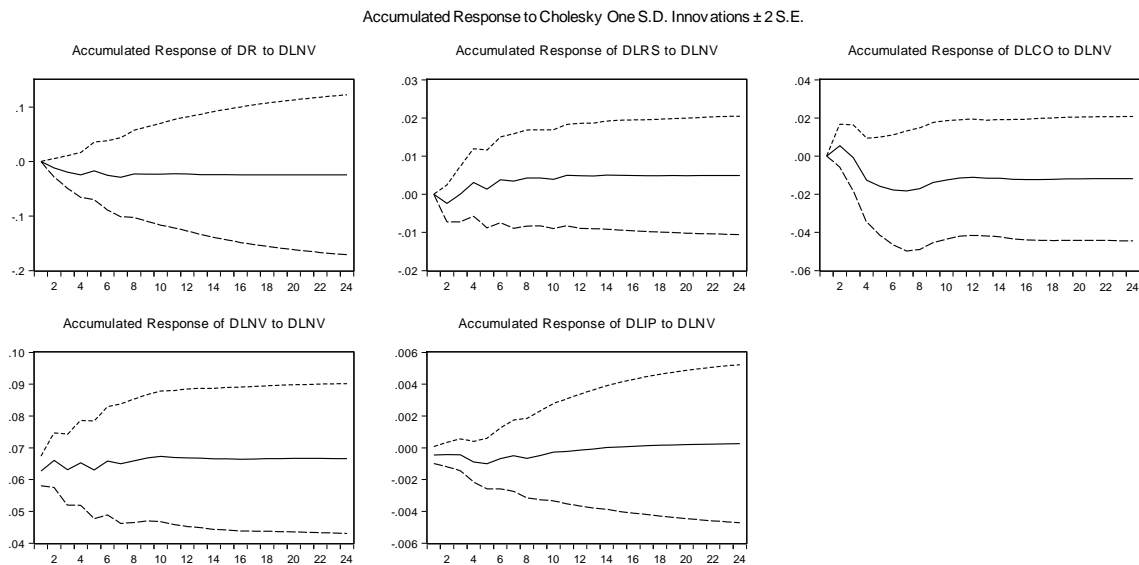 Accumulated Response to Cholesky One S.D. Innovations ± 2 S.E.
Accumulated Response of DR to DLNV
.1
.0
-.1
-.2
2 4 6 8 10 12 14 16 18 20 22 24
Accumulated Response of DLRS to DLNV
.03
.02
.01
.00
-.01
-.02
2 4 6 8 10 12 14 16 18 20 22 24
Accumulated Response of DLCO to DLNV
.04
.02
.00
-.02
-.04
-.06
2 4 6 8 10 12 14 16 18 20 22 24
Accumulated Response of DLNV to DLNV
.10
.09
.08
.07
.06
.05
.04
2 4 6 8 10 12 14 16 18 20 22 24
Accumulated Response of DLIP to DLNV
.006
.004
.002
.000
-.002
-.004
-.006
2 4 6 8 10 12 14 16 18 20 22 24